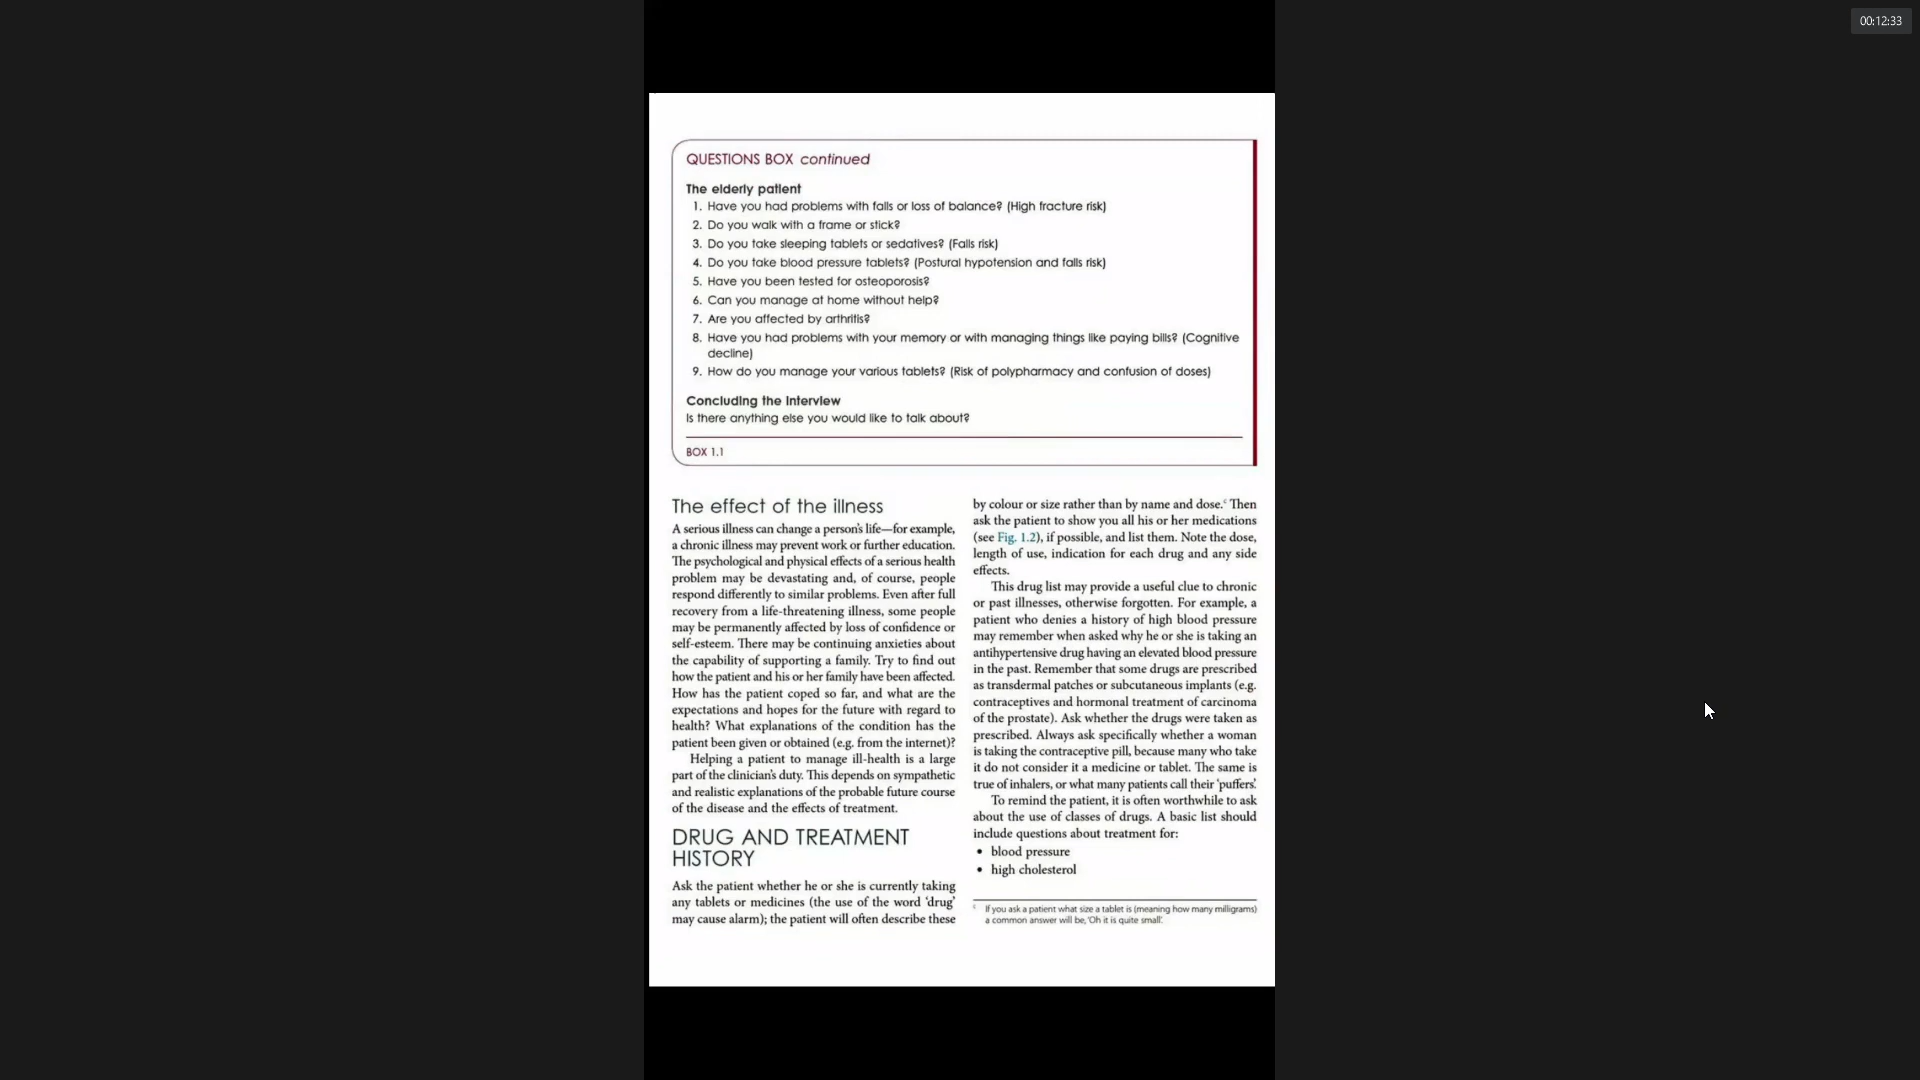 00:12:33
QUESTIONS BOX continued
The elderly patient
1. Have you had problems with falls or loss of balance? (High fracture risk)
2. Do you walk with a frame or stick?
3. Do you take sleeping tablets or sedatives? (Falls risk)
4. Do you take blood pressure tablets? (Postural hypotension and falls risk)
5. Have you been tested for osteoporosis?
6. Can you manage at home without help?
7. Are you affected by arthritis?
8. Have you had problems with your memory or with managing things like paying bills? (Cognitive
decline)
9. How do you manage your various tablets? (Risk of polypharmacy and confusion of doses)
Concluding the interview
Is there anything else you would like to talk about?
BOX 1.1
The effect of the illness
A serious illness can change a person's life—for example,
a chronic illness may prevent work or further education.
The psychological and physical effects of a serious health
problem may be devastating and, of course, people
respond differently to similar problems. Even after full
recovery from a life-threatening illness, some people
may be permanently affected by loss of confidence or
self-esteem. There may be continuing anxieties about
the capability of supporting a family. Try to find out
how the patient and his or her family have been affected.
How has the patient coped so far, and what are the
expectations and hopes for the future with regard to
health? What explanations of the condition has the
patient been given or obtained (e.g. from the internet)?
Helping a patient to manage ill-health is a large
part of the clinician's duty. This depends on sympathetic
and realistic explanations of the probable future course
of the disease and the effects of treatment.
DRUG AND TREATMENT
HISTORY
Ask the patient whether he or she is currently taking
any tablets or medicines (the use of the word 'drug'
may cause alarm); the patient will often describe these
by colour or size rather than by name and dose.c Then
ask the patient to show you all his or her medications
(see Fig. 1.2), if possible, and list them. Note the dose,
length of use, indication for each drug and any side
effects.
This drug list may provide a useful clue to chronic
or past illnesses, otherwise forgotten. For example, a
patient who denies a history of high blood pressure
may remember when asked why he or she is taking an
antihypertensive drug having an elevated blood pressure
in the past. Remember that some drugs are prescribed
as transdermal patches or subcutaneous implants (e.g.
contraceptives and hormonal treatment of carcinoma
of the prostate). Ask whether the drugs were taken as
prescribed. Always ask specifically whether a woman
is taking the contraceptive pill, because many who take
it do not consider it a medicine or tablet. The same is
true of inhalers, or what many patients call their 'puffers'.
To remind the patient, it is often worthwhile to ask
about the use of classes of drugs. A basic list should
include questions about treatment for:
• blood pressure
• high cholesterol
c If you ask a patient what size a tablet is (meaning how many milligrams)
a common answer will be, 'Oh it is quite small'.